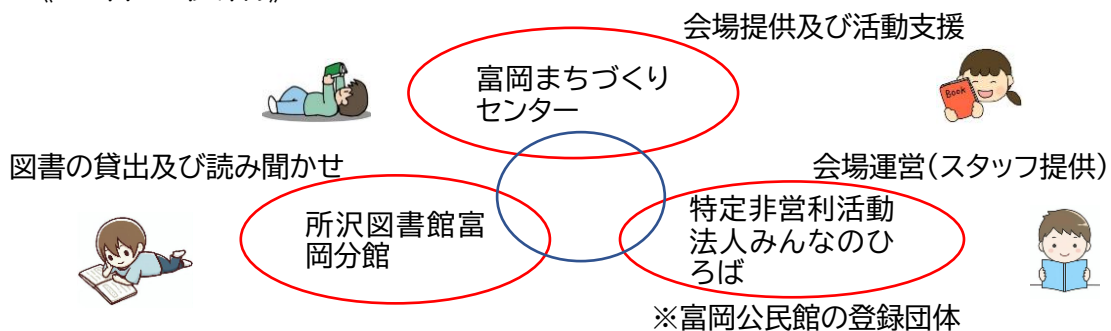 会場提供及び活動支援
富岡まちづくり
センター
Book
図書の貸出及び読み聞かせ
会場運営(スタッフ提供)
所沢図書館富
岡分館
特定非営利活動
法人みんなのひ
ろば
※富岡公民館の登録団体